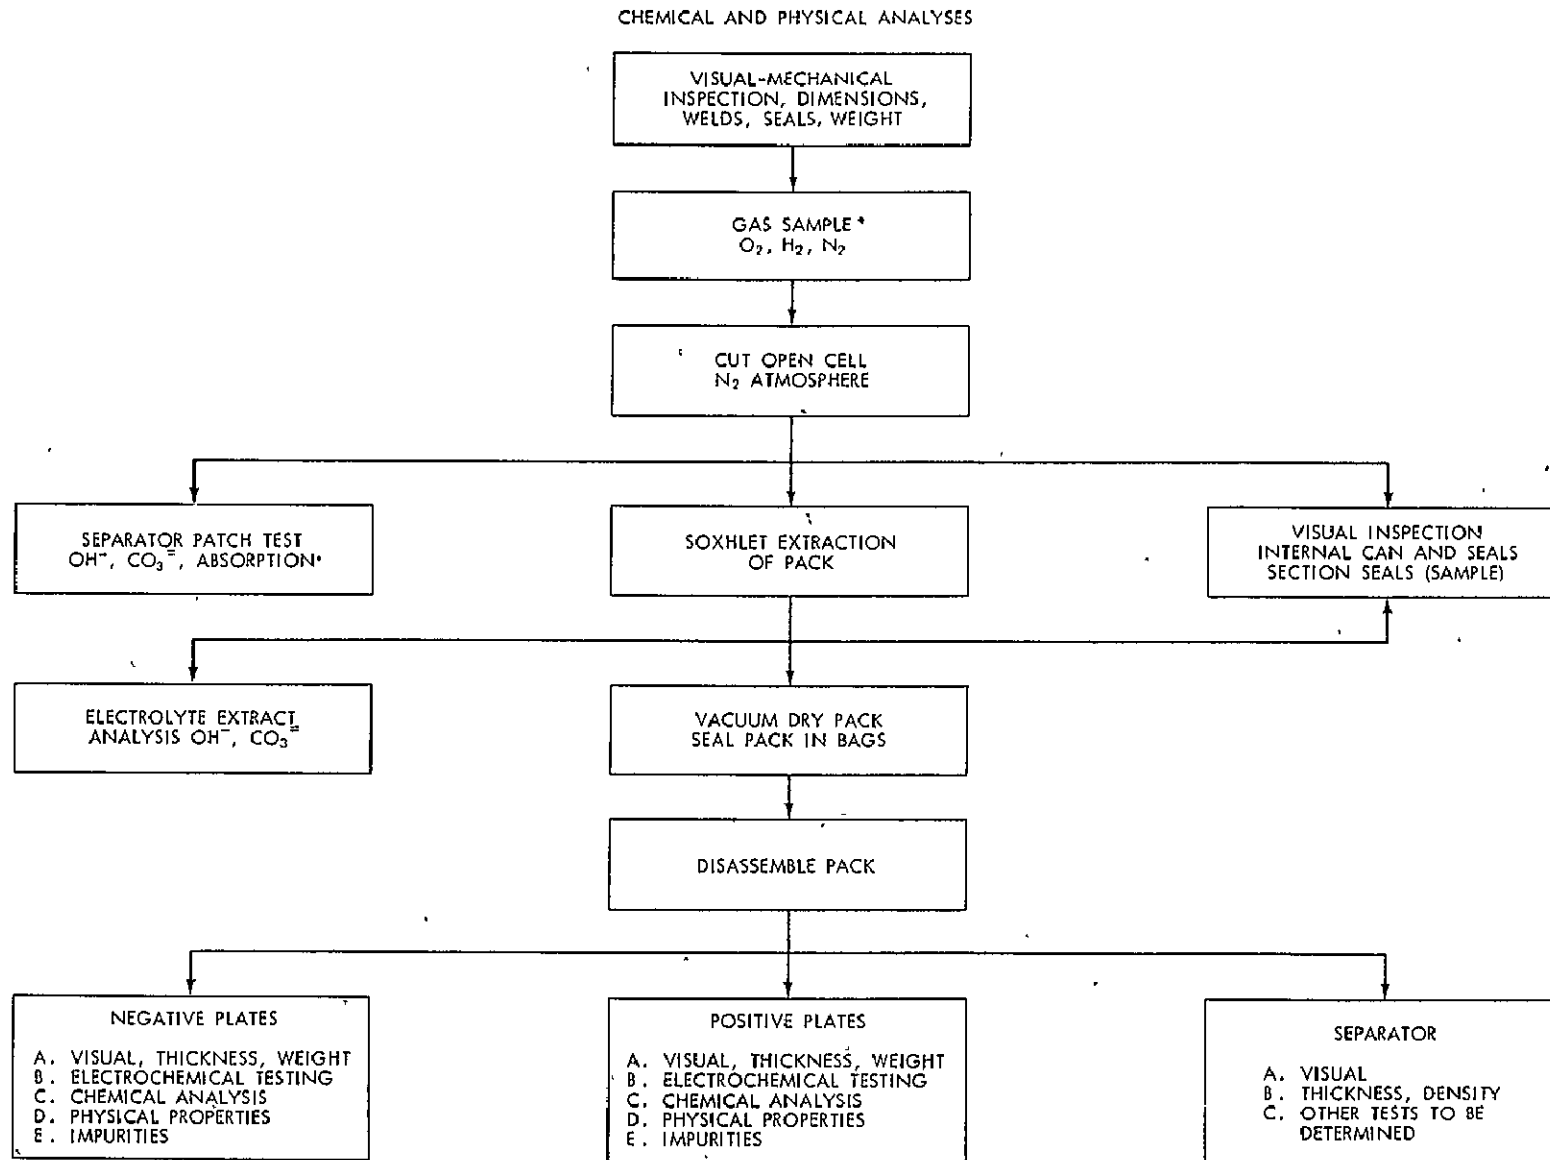 CHEMICAL AND PHYSICAL ANALYSES
VISUAL-MECHANICAL
INSPECTION, DIMENSIONS,
WELDS, SEALS, WEIGHT
GAS SAMPLE*
O₂, H₂, N₂
CUT OPEN CELL
N₂ ATMOSPHERE
SEPARATOR PATCH TEST
OH⁻, CO₃⁼, ABSORPTION*
SOXHLET EXTRACTION
OF PACK
VISUAL INSPECTION
INTERNAL CAN AND SEALS
SECTION SEALS (SAMPLE)
ELECTROLYTE EXTRACT
ANALYSIS OH⁻, CO₃⁼
VACUUM DRY PACK
SEAL PACK IN BAGS
DISASSEMBLE PACK
NEGATIVE PLATES
A. VISUAL, THICKNESS, WEIGHT
B. ELECTROCHEMICAL TESTING
C. CHEMICAL ANALYSIS
D. PHYSICAL PROPERTIES
E. IMPURITIES
POSITIVE PLATES
A. VISUAL, THICKNESS, WEIGHT
B. ELECTROCHEMICAL TESTING
C. CHEMICAL ANALYSIS
D. PHYSICAL PROPERTIES
E. IMPURITIES
SEPARATOR
A. VISUAL
B. THICKNESS, DENSITY
C. OTHER TESTS TO BE
DETERMINED